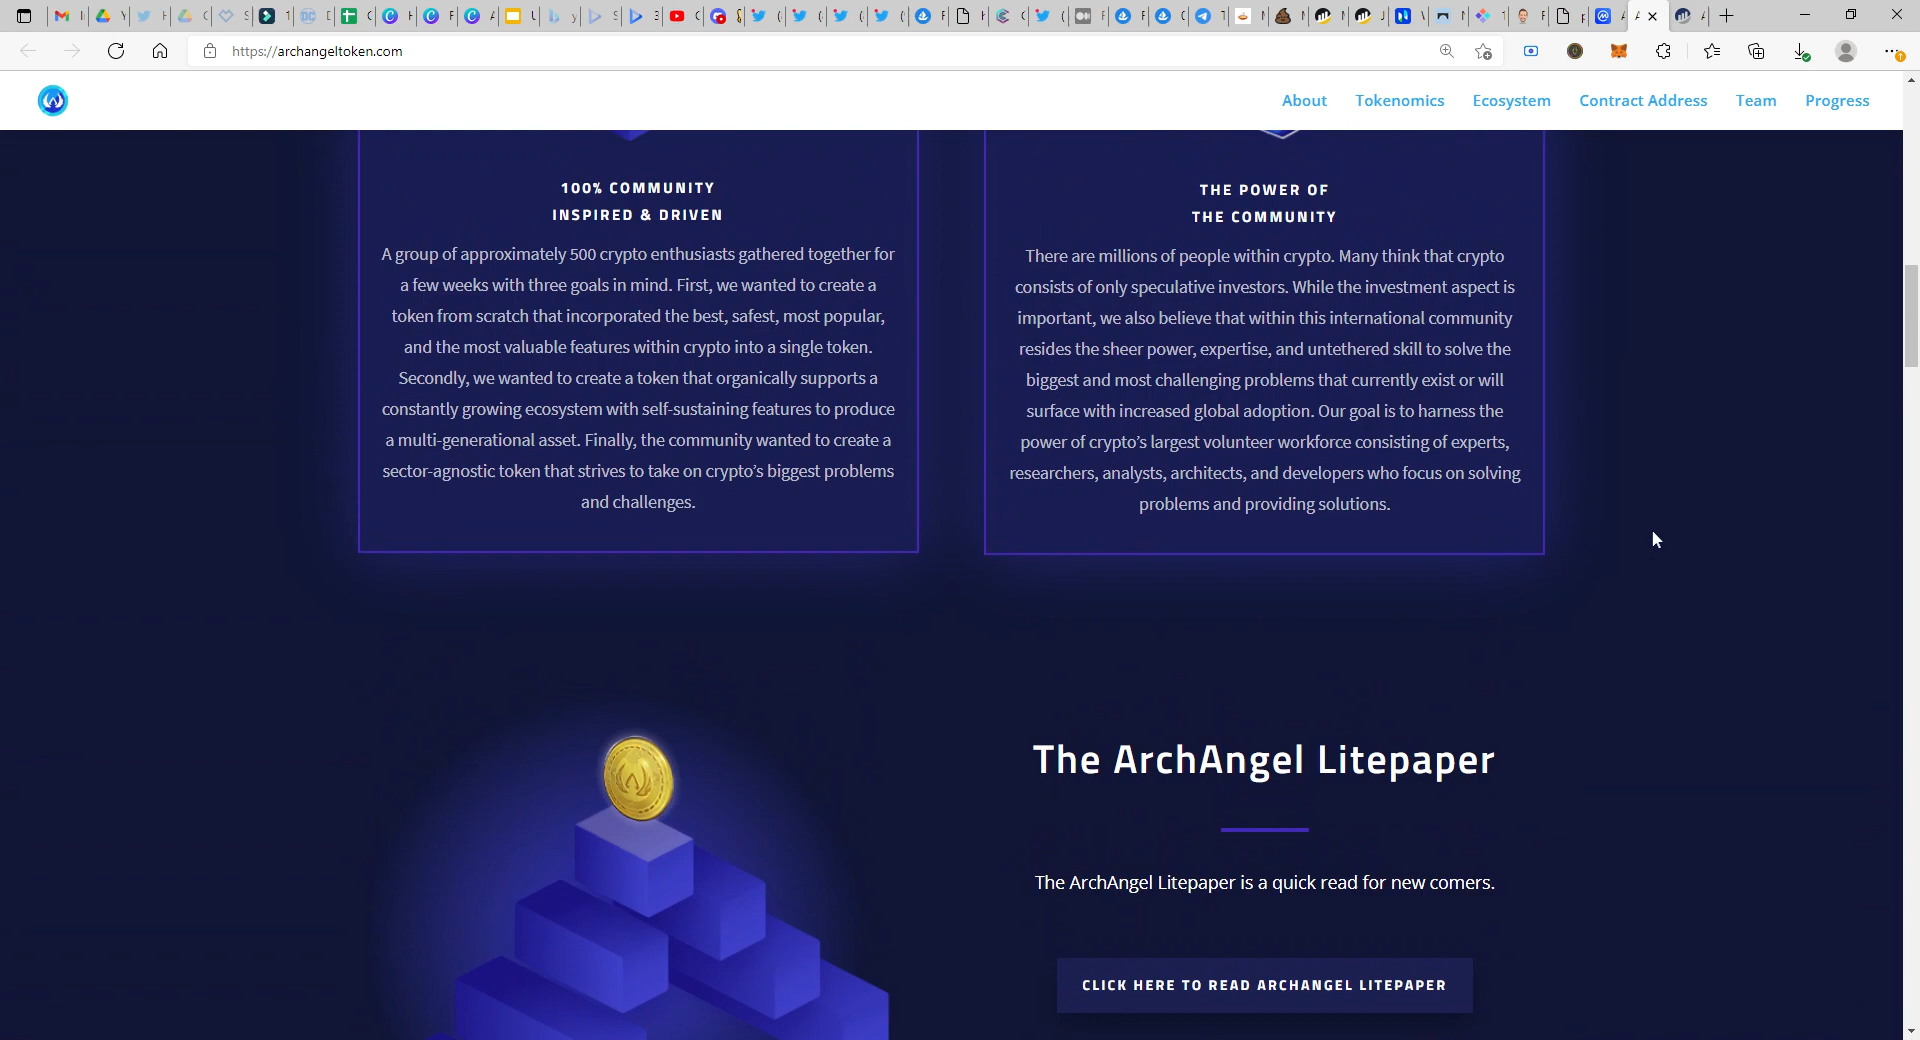 https://archangeltoken.com
About Tokenomics Ecosystem Contract Address Team Progress
100% COMMUNITY
INSPIRED & DRIVEN
A group of approximately 500 crypto enthusiasts gathered together for
a few weeks with three goals in mind. First, we wanted to create a
token from scratch that incorporated the best, safest, most popular,
and the most valuable features within crypto into a single token.
Secondly, we wanted to create a token that organically supports a
constantly growing ecosystem with self-sustaining features to produce
a multi-generational asset. Finally, the community wanted to create a
sector-agnostic token that strives to take on crypto’s biggest problems
and challenges.
THE POWER OF
THE COMMUNITY
There are millions of people within crypto. Many think that crypto
consists of only speculative investors. While the investment aspect is
important, we also believe that within this international community
resides the sheer power, expertise, and untethered skill to solve the
biggest and most challenging problems that currently exist or will
surface with increased global adoption. Our goal is to harness the
power of crypto’s largest volunteer workforce consisting of experts,
researchers, analysts, architects, and developers who focus on solving
problems and providing solutions.
The ArchAngel Litepaper
The ArchAngel Litepaper is a quick read for new comers.
CLICK HERE TO READ ARCHANGEL LITEPAPER